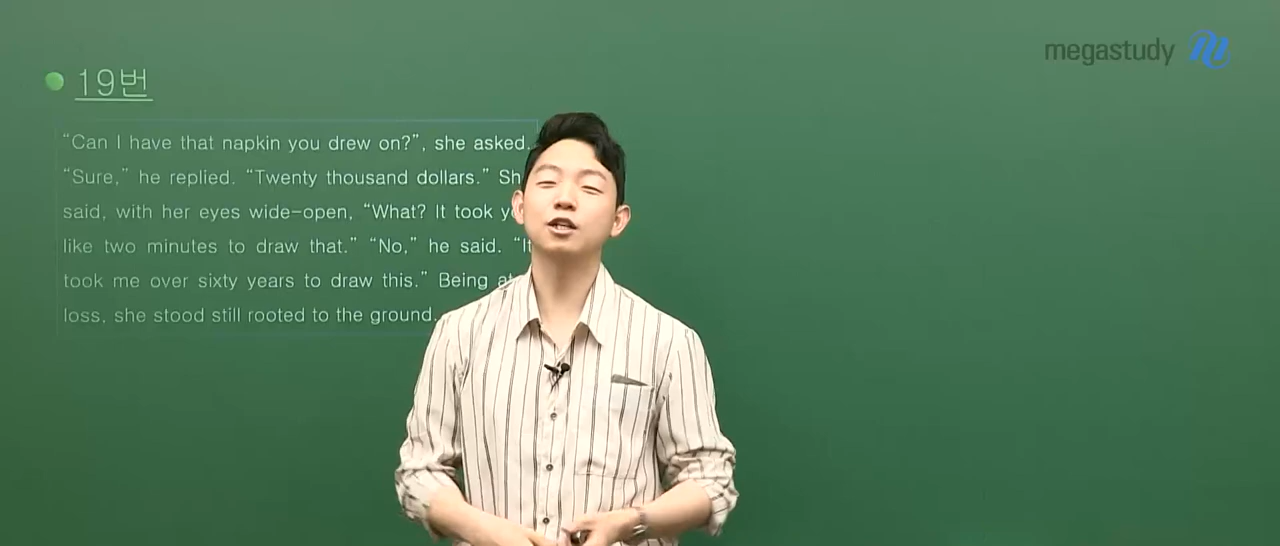 megastudy
19번
“Can I have that napkin you drew on?”, she asked.
“Sure,” he replied. “Twenty thousand dollars.”
said, with her eyes wide-open, “What? It took
like two minutes to draw that.” “No,” he said. “It
took me over sixty years to draw this.” Being
loss, she stood still rooted to the ground.